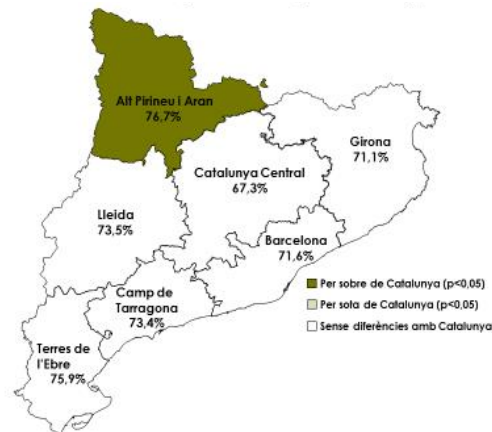 Alt Pirineu i Aran
76,7%
Girona
71,1%
Catalunya Central
67,3%
Lleida
73,5%
Barcelona
71,6%
Camp de
Tarragona
73,4%
Terres de
l'Ebre
75,9%
Per sobre de Catalunya (p<0,05)
Per sota de Catalunya (p<0,05)
Sense diferències amb Catalunya